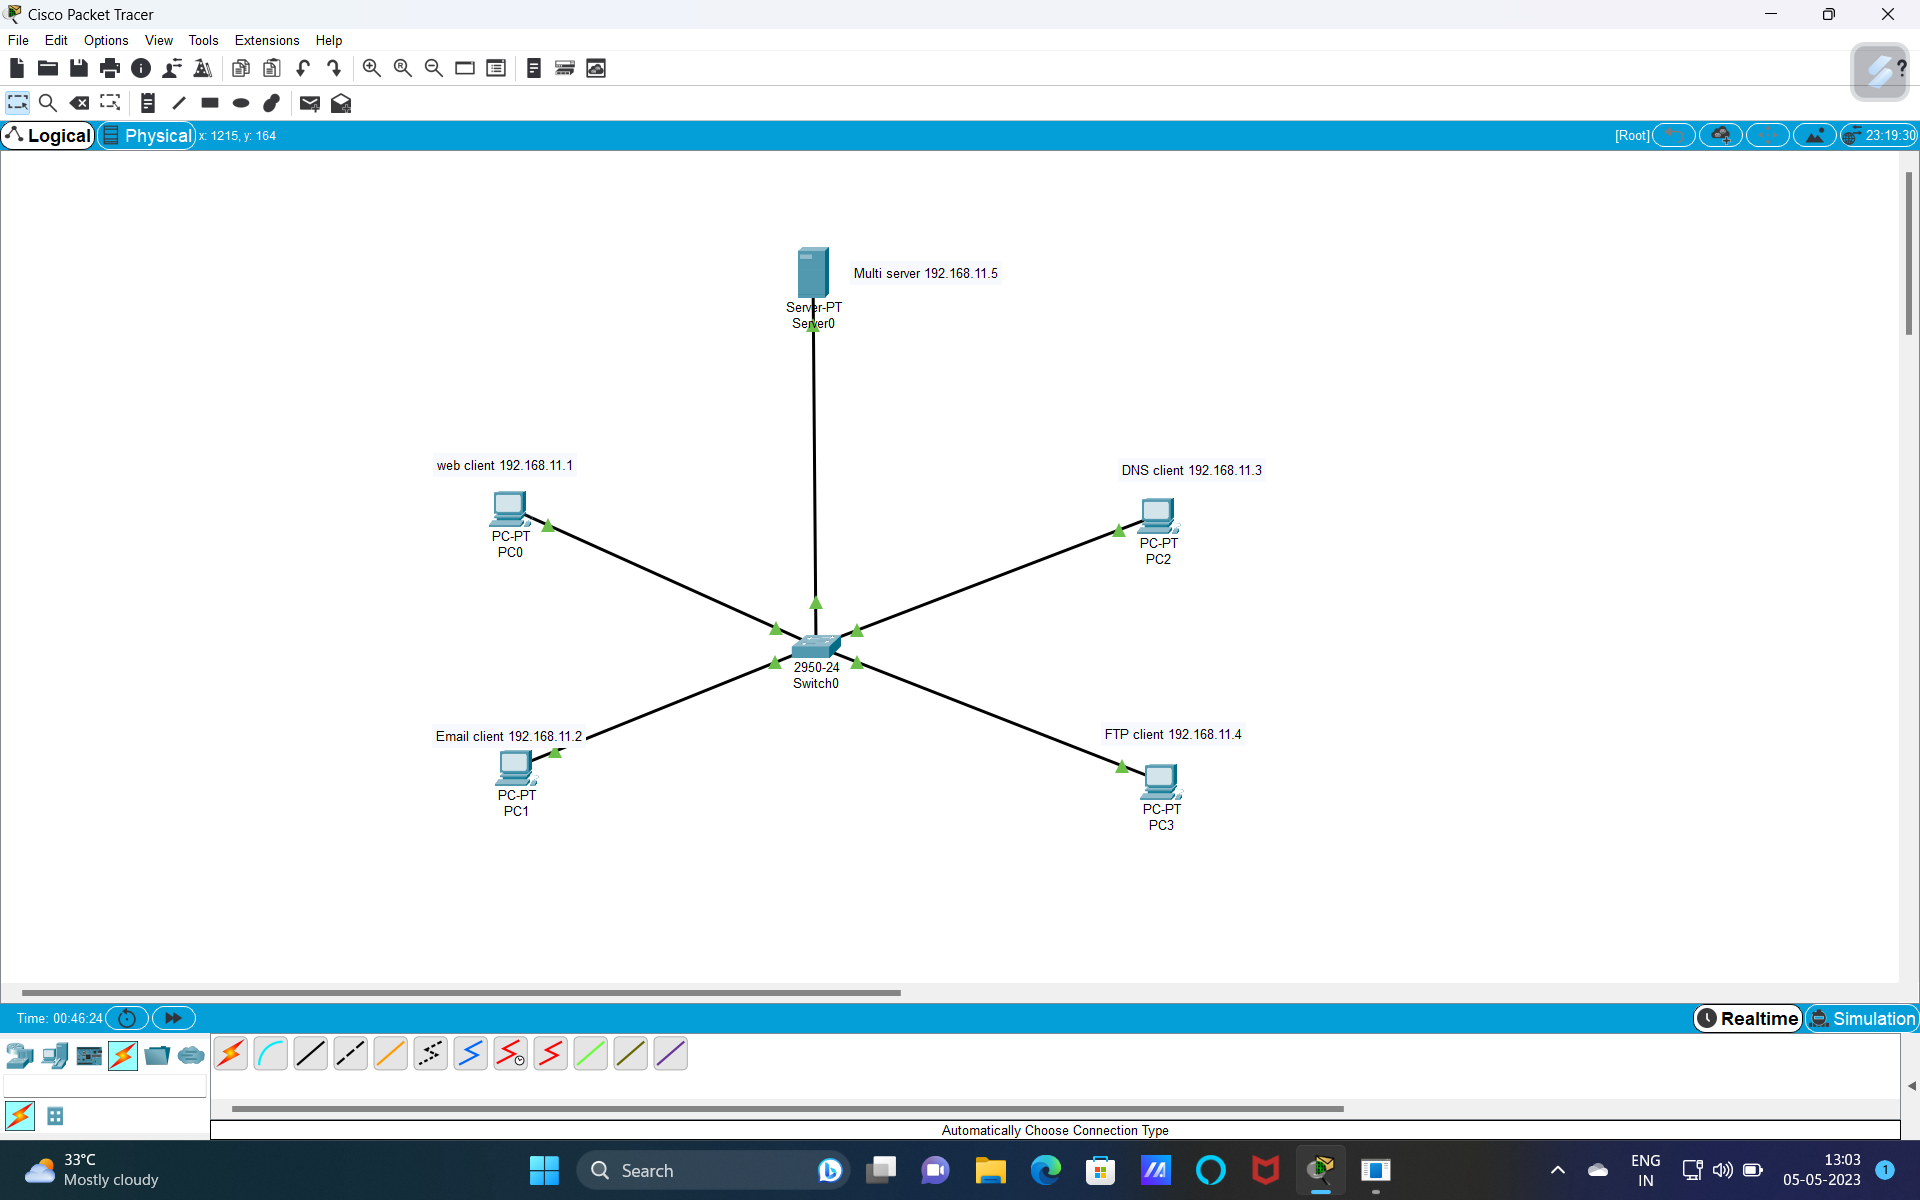 Cisco Packet Tracer
File Edit Options View Tools Extensions Help
?
Logical Physical x: 1215, y: 164 [Root] 23:19:30
Multi server 192.168.11.5
Server-PT
Server0
web client 192.168.11.1
DNS client 192.168.11.3
PC-PT
PC0
PC-PT
PC2
2950-24
Switch0
Email client 192.168.11.2
FTP client 192.168.11.4
PC-PT
PC1
PC-PT
PC3
Time: 00:46:24 Realtime Simulation
Automatically Choose Connection Type
33°C
Mostly cloudy
Search
ENG
IN
13:03
05-05-2023
1